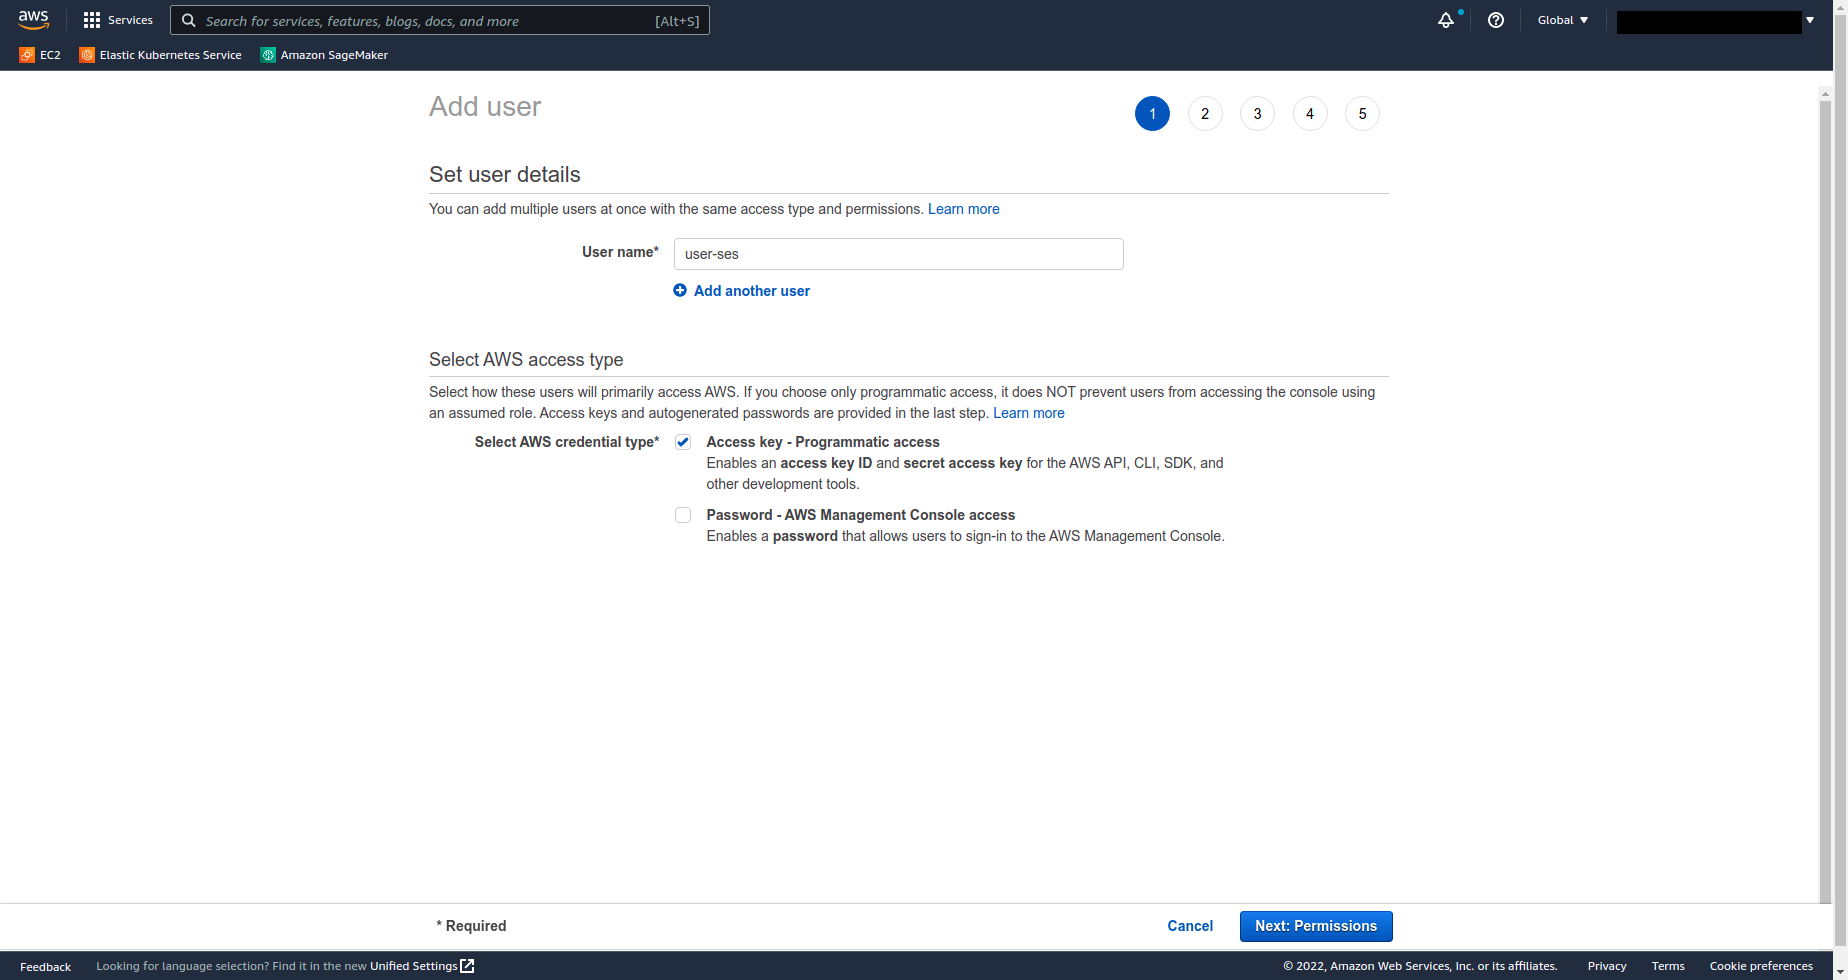 aws Services Search for services, features, blogs, docs, and more [Alt+S] Global
EC2 Elastic Kubernetes Service Amazon SageMaker
Add user 1 2 3 4 5
Set user details
You can add multiple users at once with the same access type and permissions. Learn more
User name* user-ses
Add another user
Select AWS access type
Select how these users will primarily access AWS. If you choose only programmatic access, it does NOT prevent users from accessing the console using
an assumed role. Access keys and autogenerated passwords are provided in the last step. Learn more
Select AWS credential type* Access key - Programmatic access
Enables an access key ID and secret access key for the AWS API, CLI, SDK, and
other development tools.
Password - AWS Management Console access
Enables a password that allows users to sign-in to the AWS Management Console.
* Required Cancel Next: Permissions
Feedback Looking for language selection? Find it in the new Unified Settings © 2022, Amazon Web Services, Inc. or its affiliates. Privacy Terms Cookie preferences